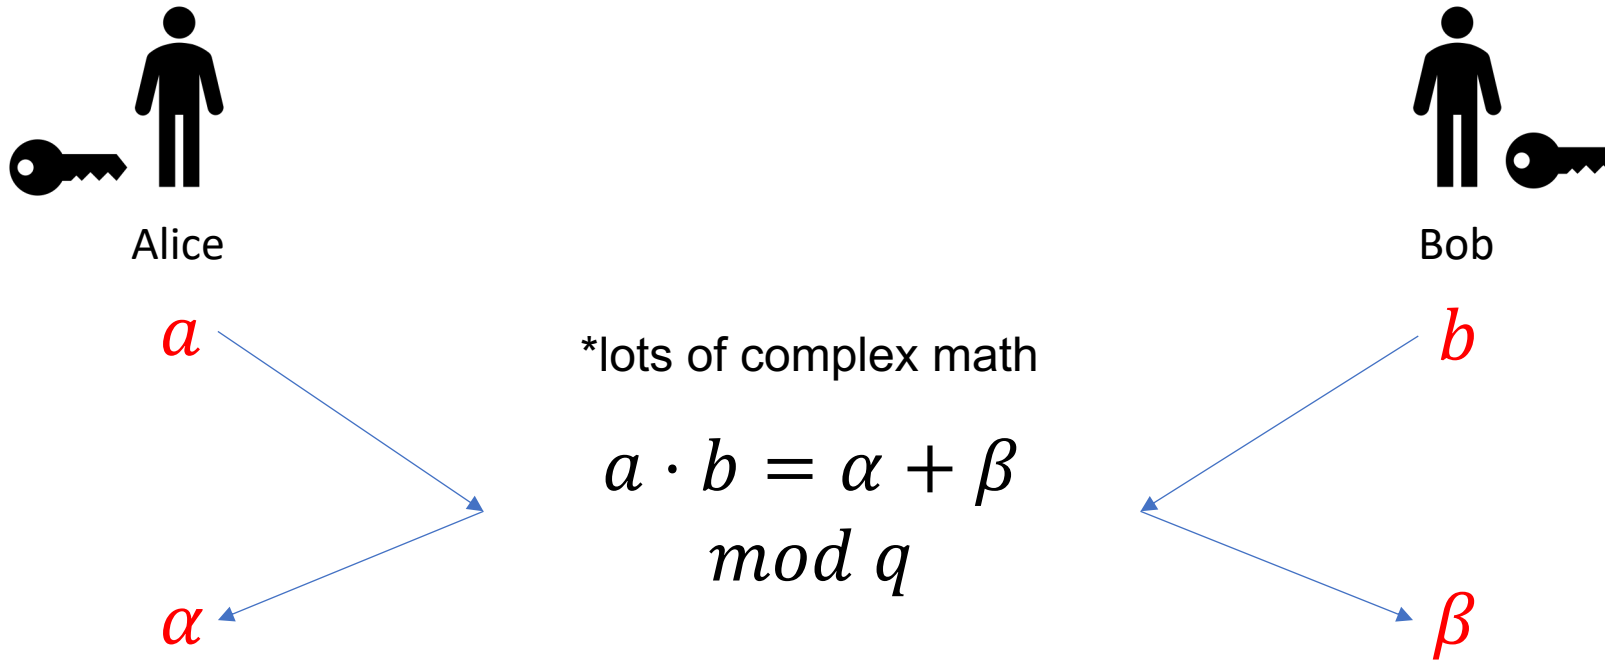 Alice
Bob
a
b
*lots of complex math
a · b = α + β
mod q
α
β